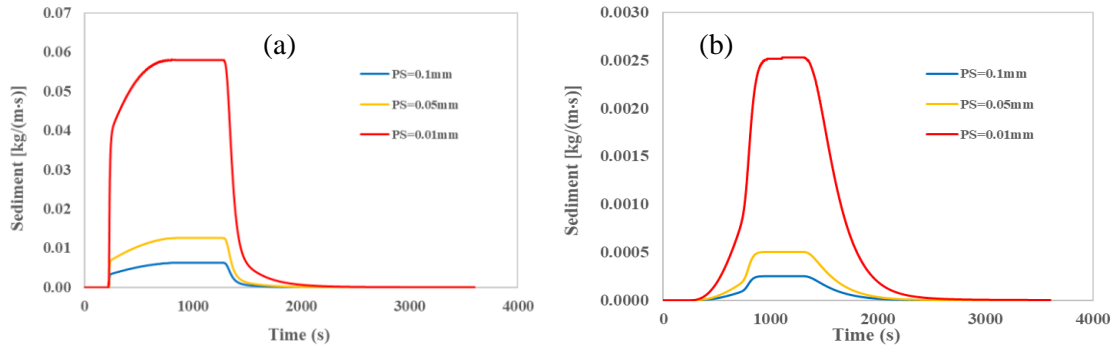 (a)
Sediment [kg/(m·s)]
0.07
0.06
0.05
0.04
0.03
0.02
0.01
0.00
0
1000
2000
3000
4000
Time (s)
PS=0.1mm
PS=0.05mm
PS=0.01mm
(b)
Sediment [kg/(m·s)]
0.0030
0.0025
0.0020
0.0015
0.0010
0.0005
0.0000
0
1000
2000
3000
4000
Time (s)
PS=0.1mm
PS=0.05mm
PS=0.01mm